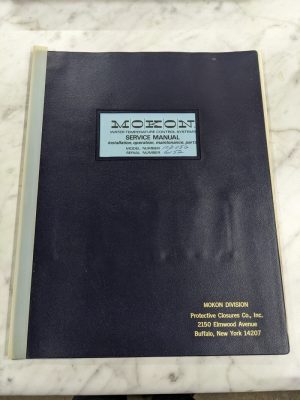 MOKON
WATER TEMPERATURE CONTROL SYSTEMS
SERVICE MANUAL
installation, operation, maintenance, parts
MODEL NUMBER
SERIAL NUMBER 6152
MOKON DIVISION
Protective Closures Co., Inc.
2150 Elmwood Avenue
Buffalo, New York 14207